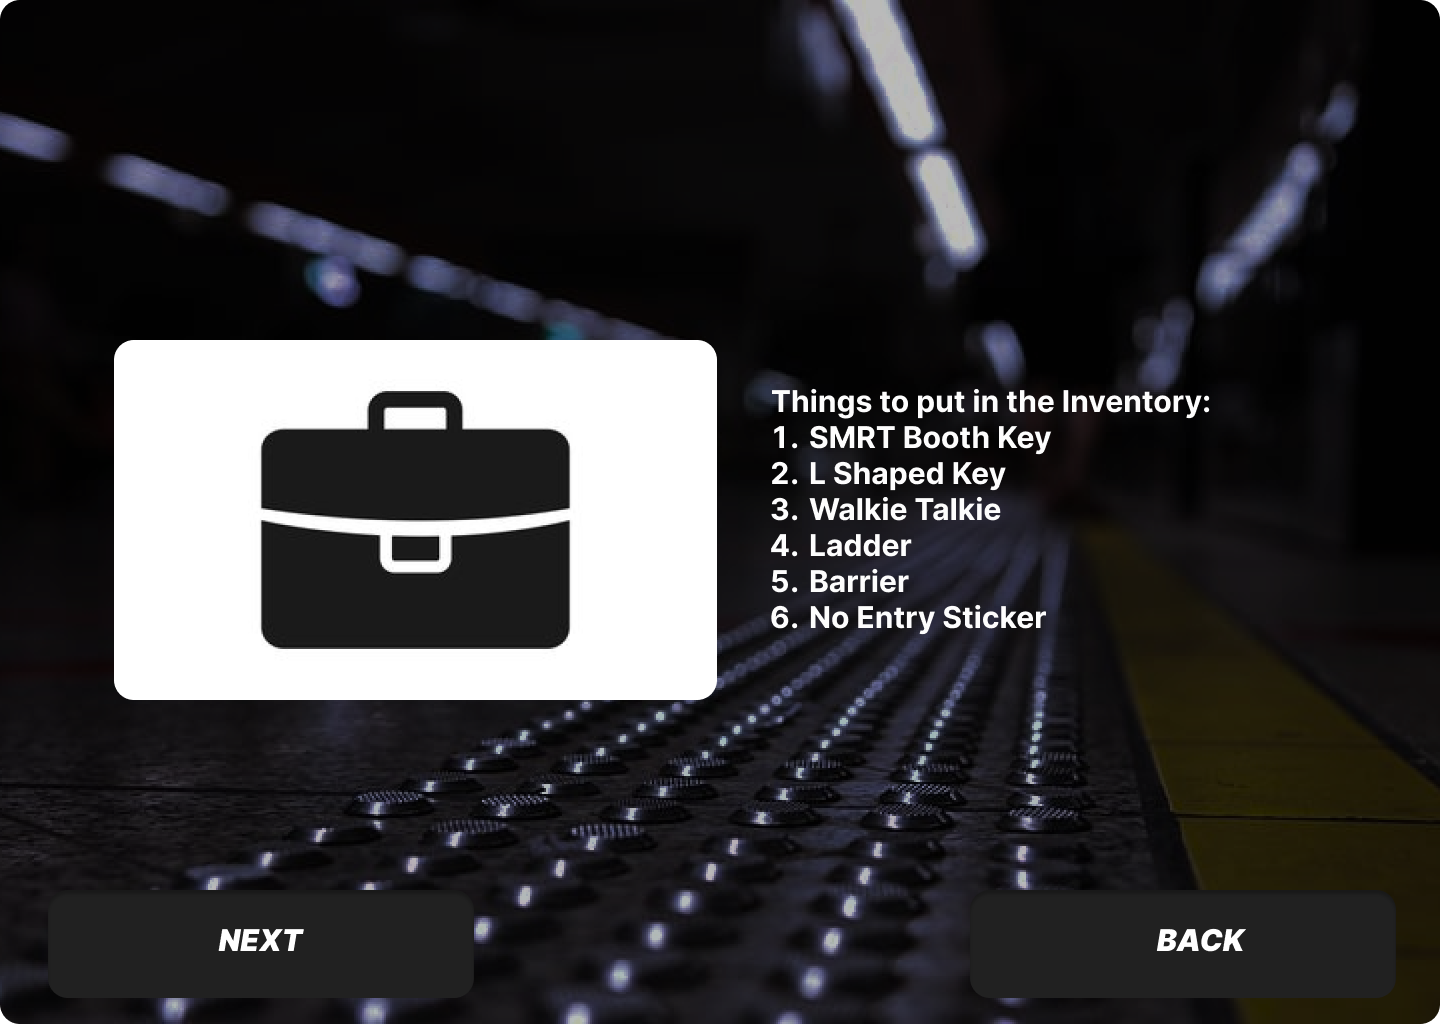 Things to put in the Inventory:
1. SMRT Booth Key
2. L Shaped Key
3. Walkie Talkie
4. Ladder
5. Barrier
6. No Entry Sticker
NEXT
BACK